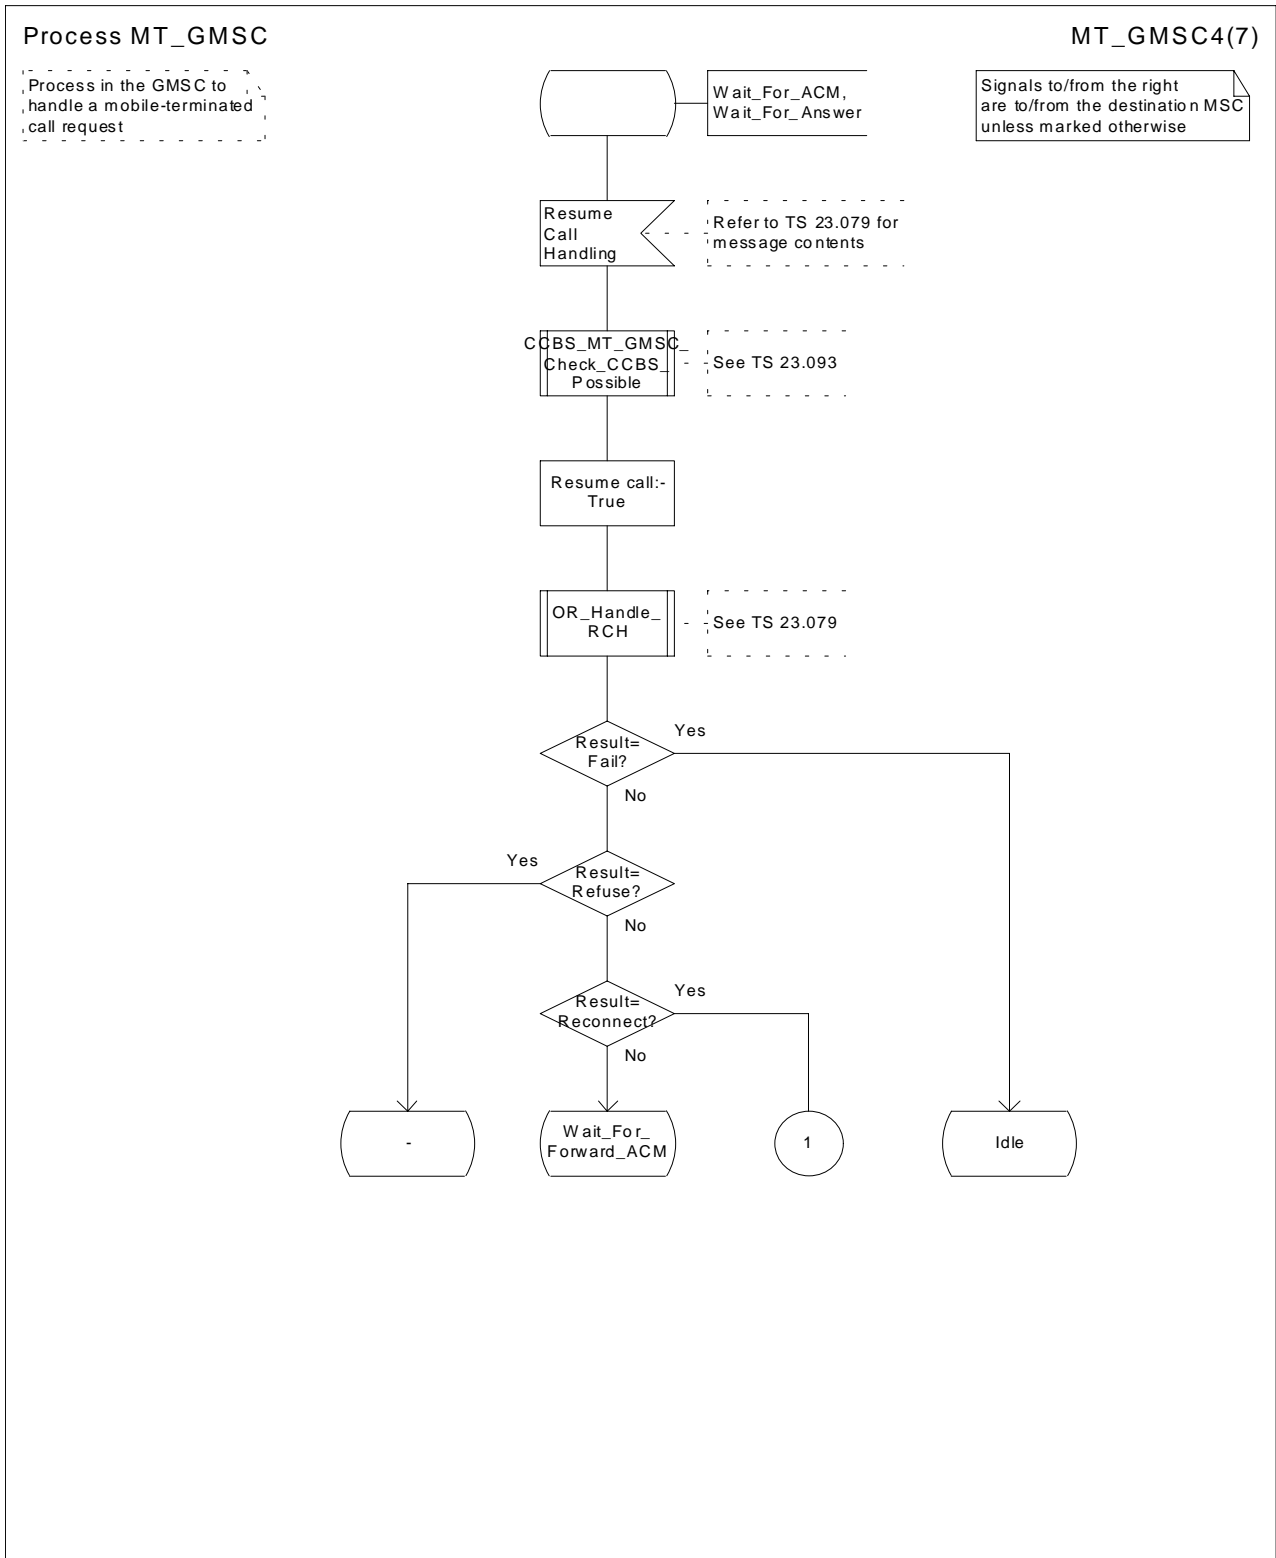 Process MT_GMSC
MT_GMSC4(7)
Process in the GMSC to
handle a mobile-terminated
call request
Wait_For_ACM,
Wait_For_Answer
Signals to/from the right
are to/from the destination MSC
unless marked otherwise
Resume
Call
Handling
Refer to TS 23.079 for
message contents
CCBS_MT_GMSC_
Check_CCBS_
Possible
See TS 23.093
Resume call:-
True
OR_Handle_
RCH
See TS 23.079
Result=
Fail?
Yes
No
Yes
Result=
Refuse?
No
Result=
Reconnect?
Yes
No
-
Wait_For_
Forward_ACM
1
Idle